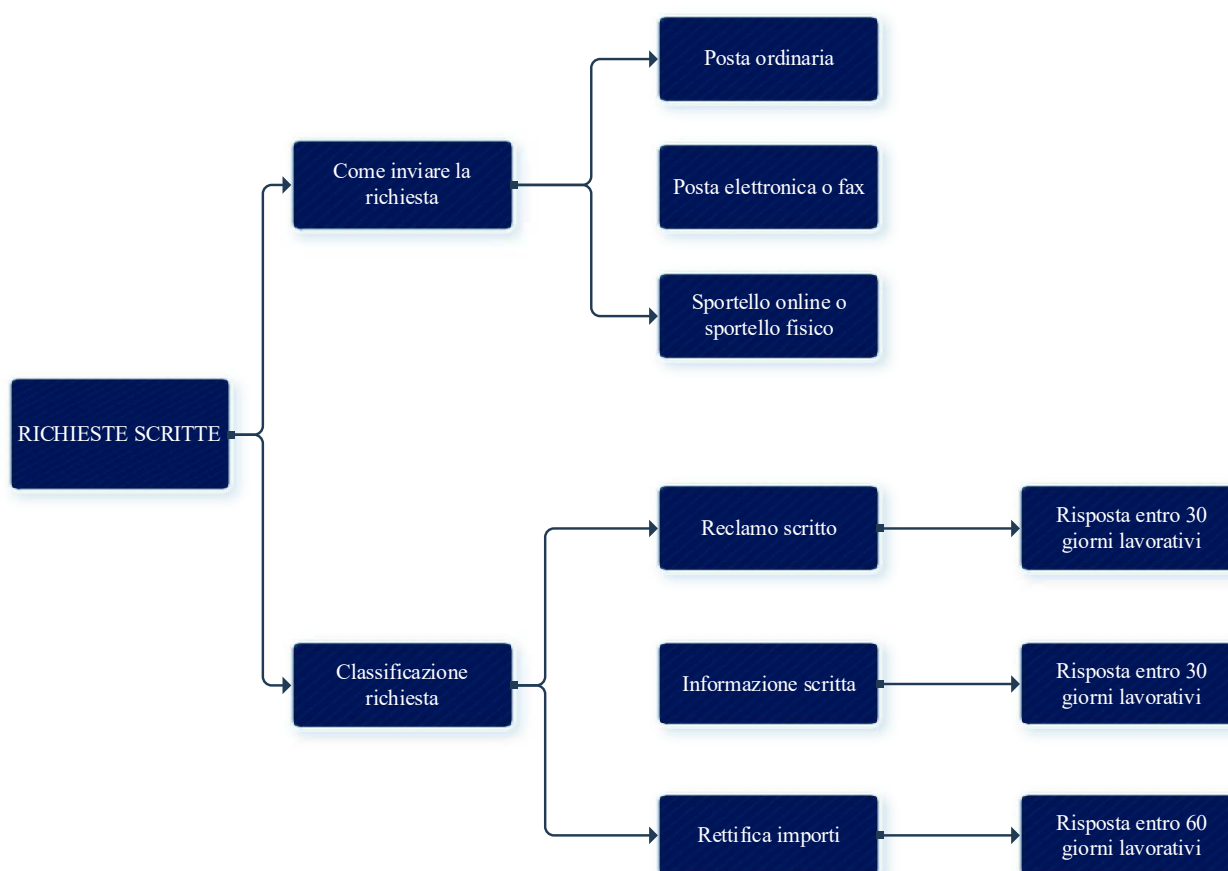 Posta ordinaria
Come inviare la
richiesta
Posta elettronica o fax
Sportello online o
sportello fisico
RICHIESTE SCRITTE
Reclamo scritto
Risposta entro 30
giorni lavorativi
Classificazione
richiesta
Informazione scritta
Risposta entro 30
giorni lavorativi
Rettifica importi
Risposta entro 60
giorni lavorativi